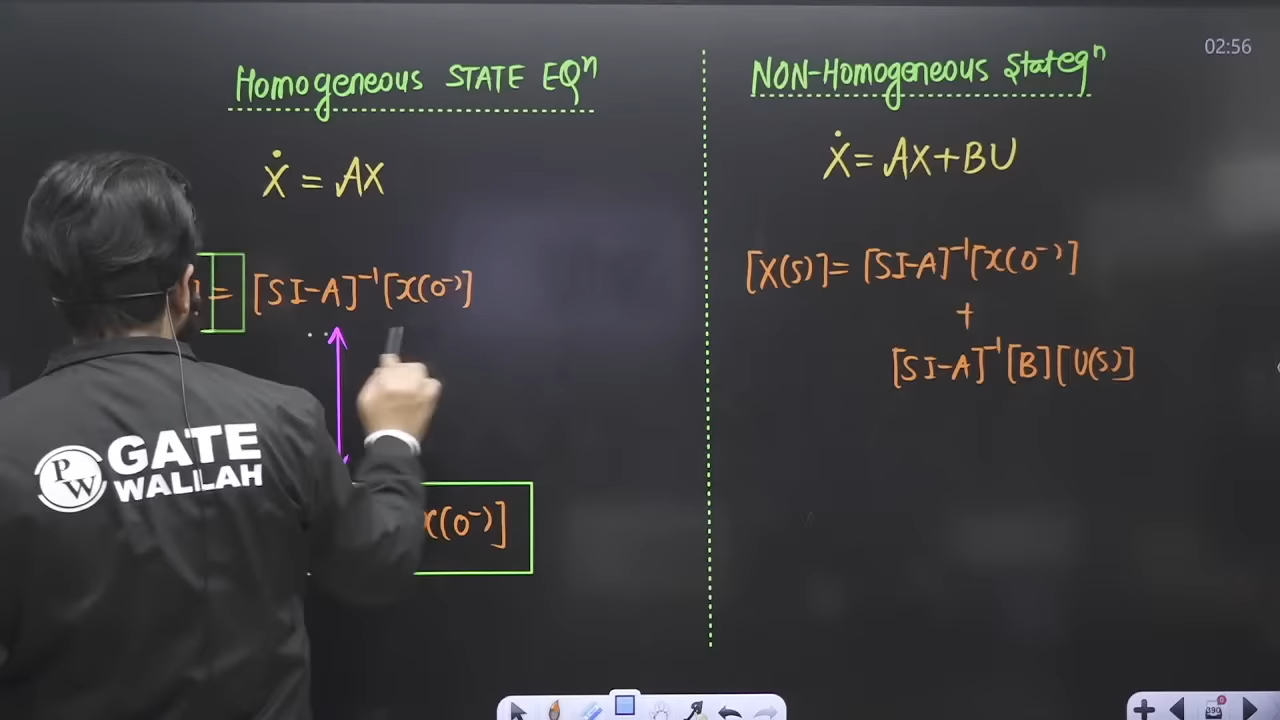 02:56
Homogeneous STATE EQⁿ
Ẋ = AX
] = [SI-A]⁻¹[X(0⁻)]
X(0⁻)]
NON-Homogeneous Stateqⁿ
Ẋ= AX+BU
[X(S)]= [SI-A]⁻¹[X(0⁻)]
+
[SI-A]⁻¹[B][U(S)]
PW GATE
WALLAH
390